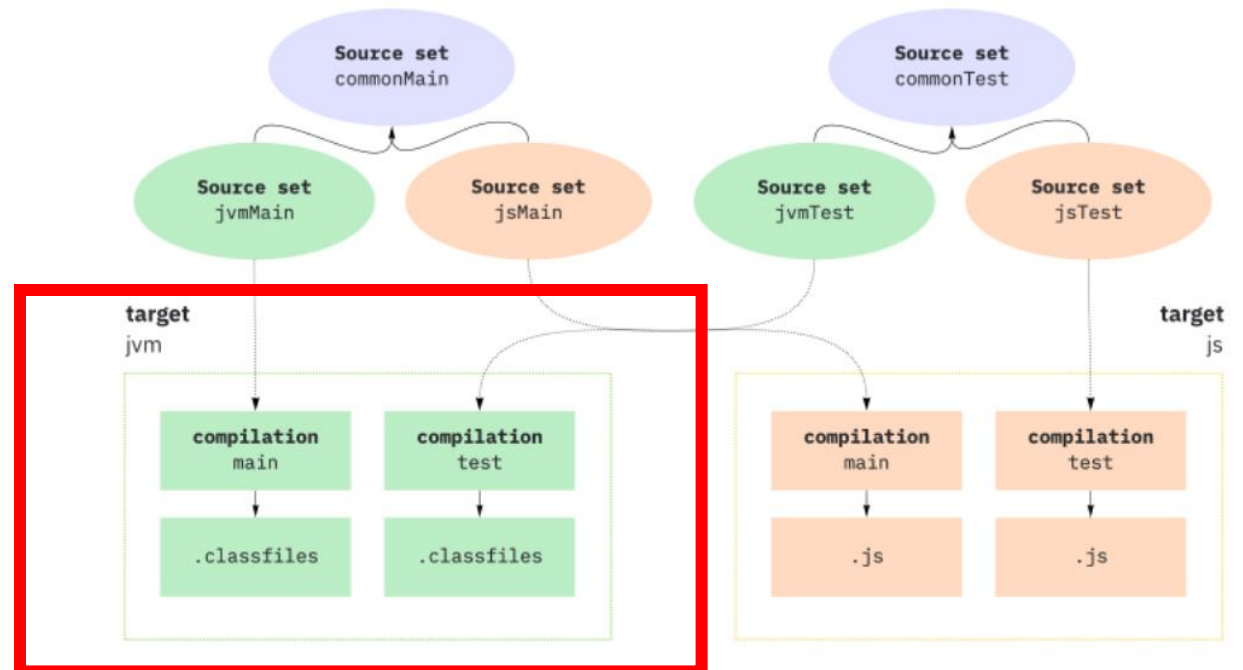 Source set
commonMain
Source set
commonTest
Source set
jvmMain
Source set
jsMain
Source set
jvmTest
Source set
jsTest
target
jvm
target
js
compilation
main
compilation
test
compilation
main
compilation
test
.classfiles
.classfiles
.js
.js